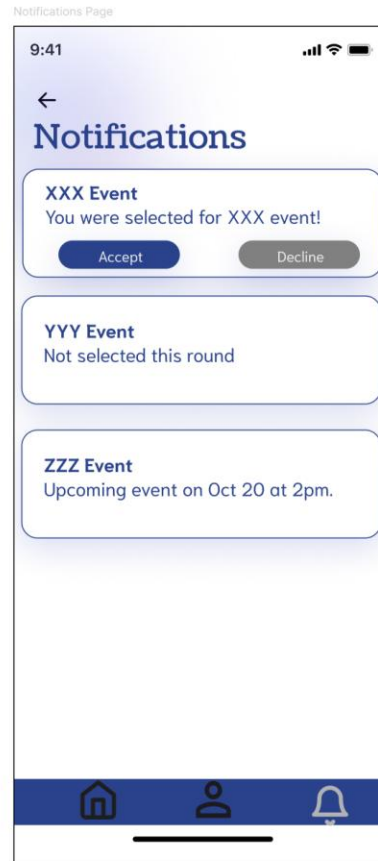 Notifications Page
9:41
Notifications
XXX Event
You were selected for XXX event!
Accept
Decline
YYY Event
Not selected this round
ZZZ Event
Upcoming event on Oct 20 at 2pm.